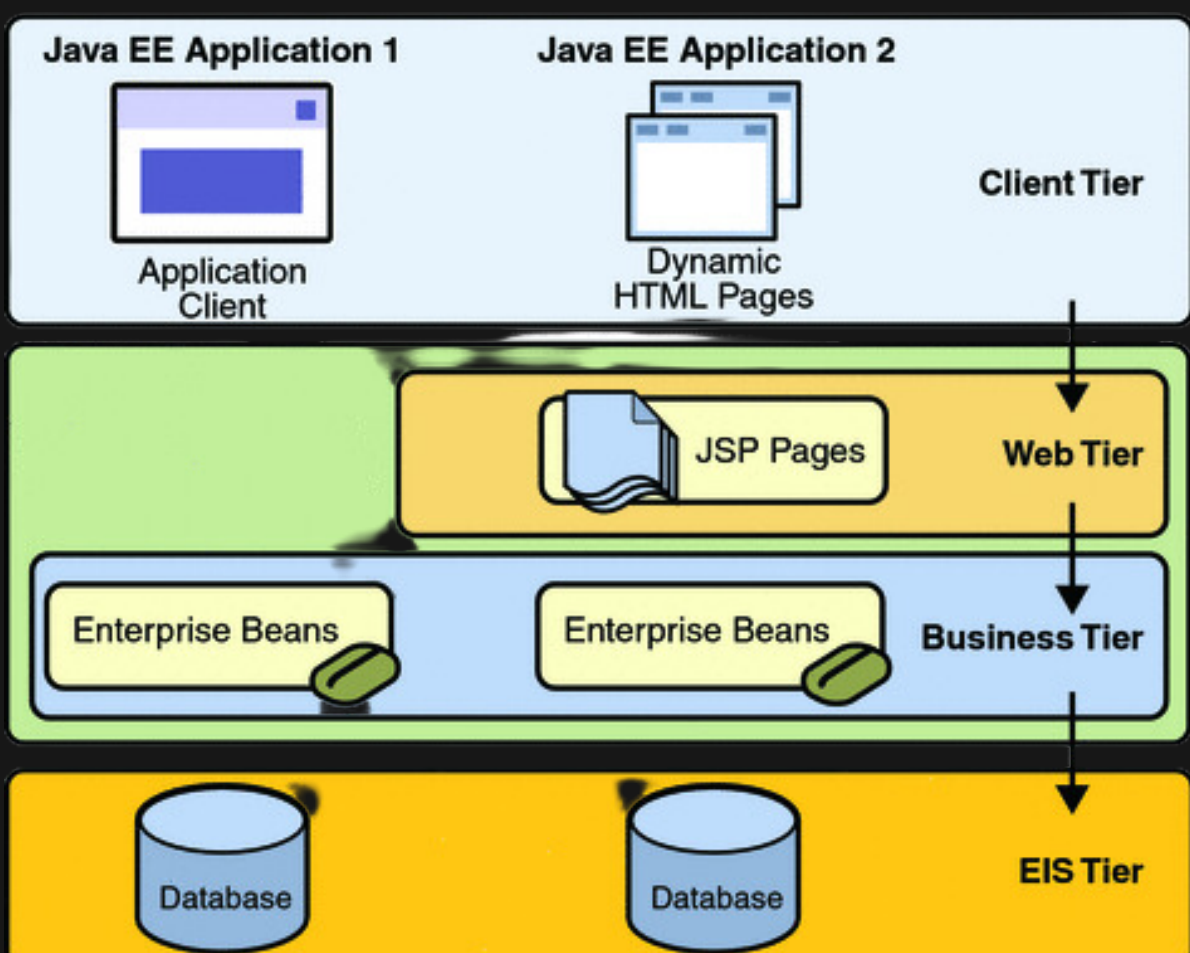 Java EE Application 1
Java EE Application 2
Application
Client
Dynamic
HTML Pages
Client Tier
JSP Pages
Web Tier
Enterprise Beans
Enterprise Beans
Business Tier
Database
Database
EIS Tier